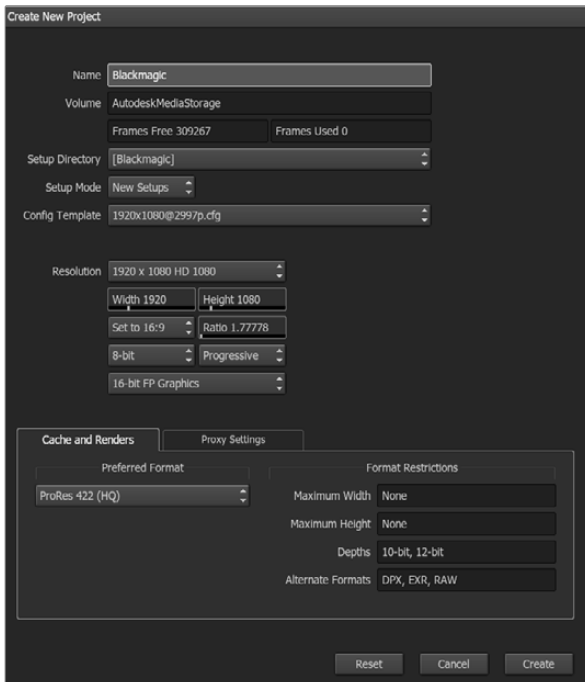 Create New Project
Name Blackmagic
Volume AutodeskMediaStorage
Frames Free 309267 Frames Used 0
Setup Directory [Blackmagic]
Setup Mode New Setups
Config Template 1920x1080@2997p.cfg
Resolution 1920 x 1080 HD 1080
Width 1920 Height 1080
Set to 16:9 Ratio 1.77778
8-bit Progressive
16-bit FP Graphics
Cache and Renders Proxy Settings
Preferred Format Format Restrictions
ProRes 422 (HQ) Maximum Width None
Maximum Height None
Depths 10-bit, 12-bit
Alternate Formats DPX, EXR, RAW
Reset Cancel Create